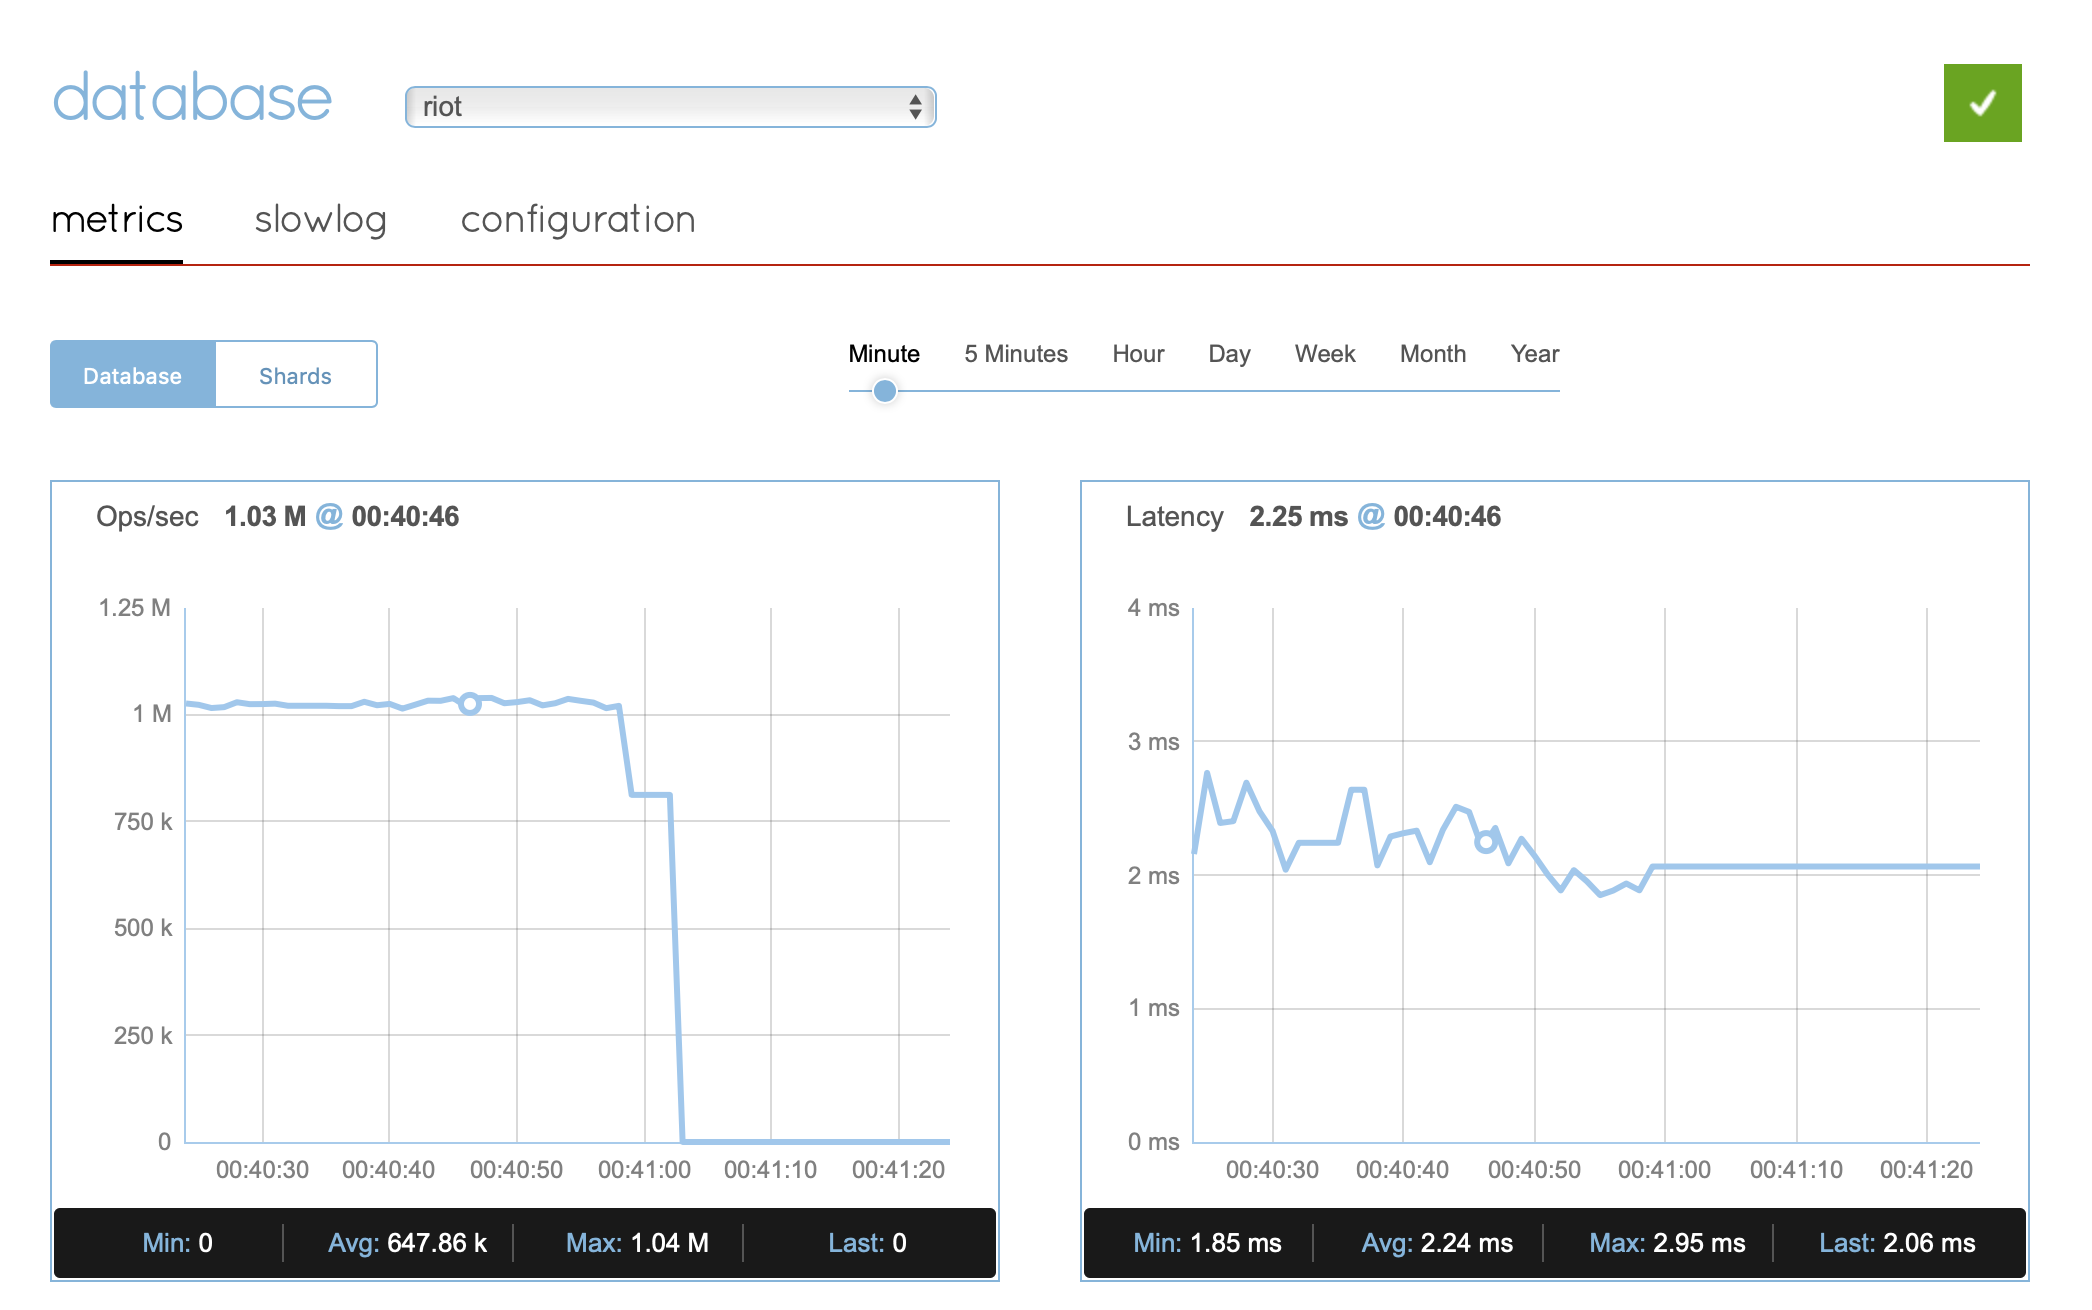 database
riot
metrics slowlog configuration
Database Shards
Minute 5 Minutes Hour Day Week Month Year
Ops/sec 1.03 M @ 00:40:46
1.25 M
1 M
750 k
500 k
250 k
0
00:40:30 00:40:40 00:40:50 00:41:00 00:41:10 00:41:20
Min: 0 Avg: 647.86 k Max: 1.04 M Last: 0
Latency 2.25 ms @ 00:40:46
4 ms
3 ms
2 ms
1 ms
0 ms
00:40:30 00:40:40 00:40:50 00:41:00 00:41:10 00:41:20
Min: 1.85 ms Avg: 2.24 ms Max: 2.95 ms Last: 2.06 ms